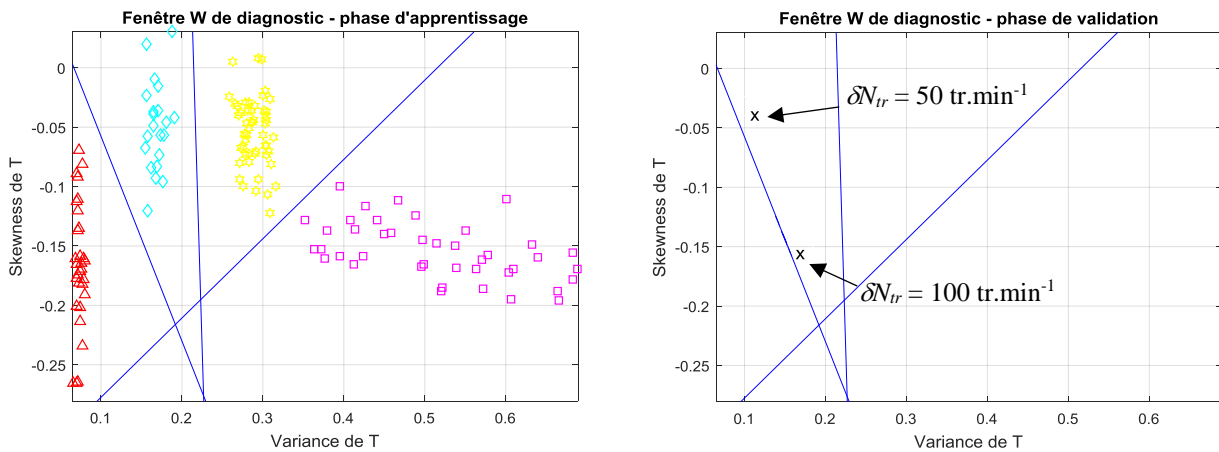 Fenêtre W de diagnostic - phase d'apprentissage
0
-0.05
-0.1
-0.15
-0.2
-0.25
Skewness de T
0.1 0.2 0.3 0.4 0.5 0.6
Variance de T
Fenêtre W de diagnostic - phase de validation
0
-0.05
-0.1
-0.15
-0.2
-0.25
Skewness de T
x
δN_tr = 50 tr.min⁻¹
x
δN_tr = 100 tr.min⁻¹
0.1 0.2 0.3 0.4 0.5 0.6
Variance de T